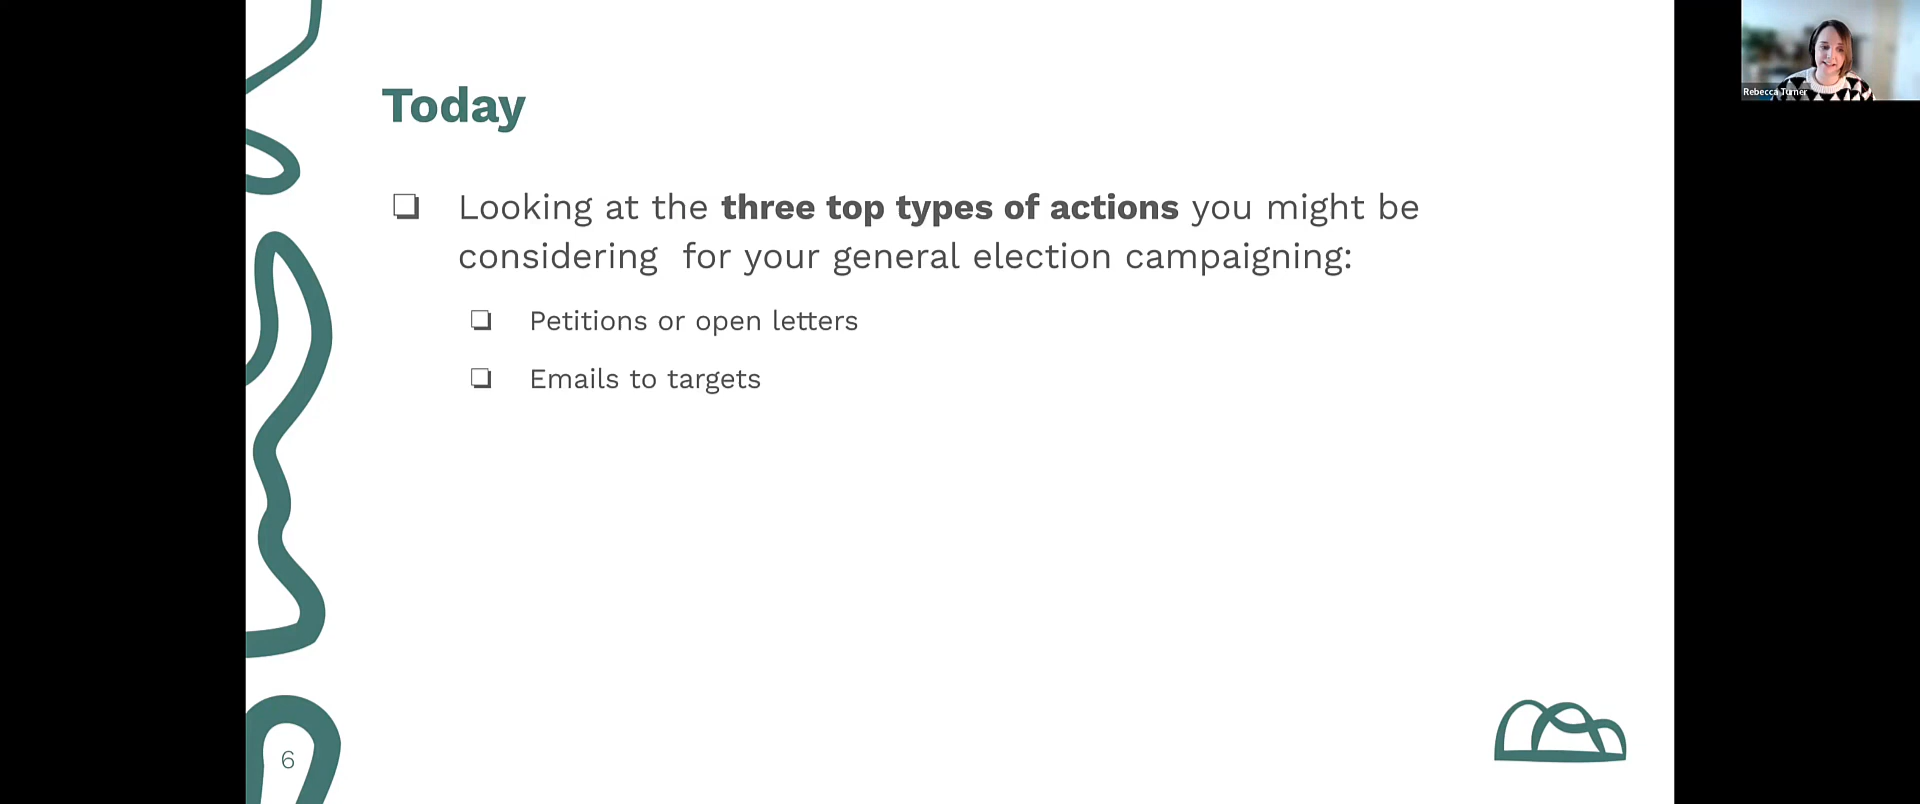 Today
❏ Looking at the three top types of actions you might be
considering  for your general election campaigning:
❏ Petitions or open letters
❏ Emails to targets
6
Rebecca Turner